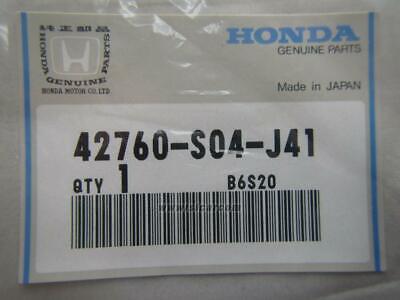 純正部品
HONDA
GENUINE PARTS
HONDA MOTOR CO.,LTD.
HONDA
GENUINE PARTS
Made in JAPAN
42760-S04-J41
QTY 1 B6S20